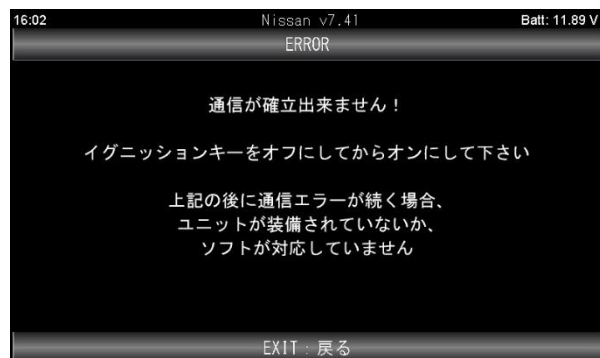 16:02 Nissan v7.41 Batt: 11.89 V
ERROR
通信が確立出来ません！
イグニッションキーをオフにしてからオンにして下さい
上記の後に通信エラーが続く場合、
ユニットが装備されていないか、
ソフトが対応していません
EXIT：戻る